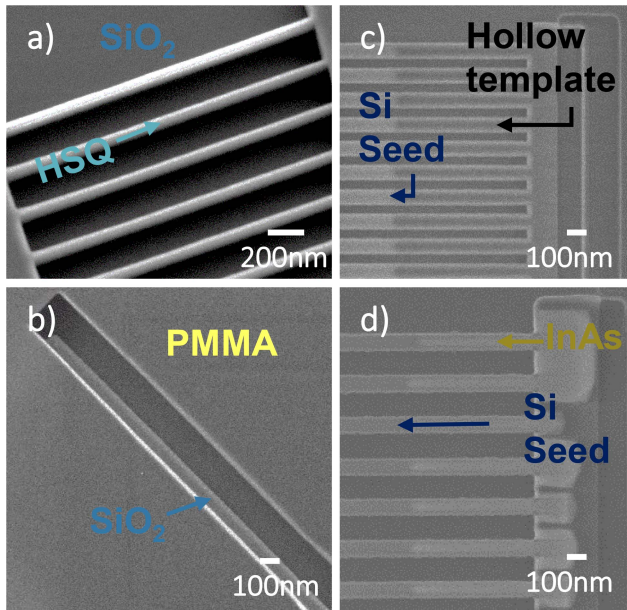 a)
SiO2
HSQ
200nm
b)
PMMA
SiO2
100nm
c)
Hollow
template
Si
Seed
100nm
d)
InAs
Si
Seed
100nm